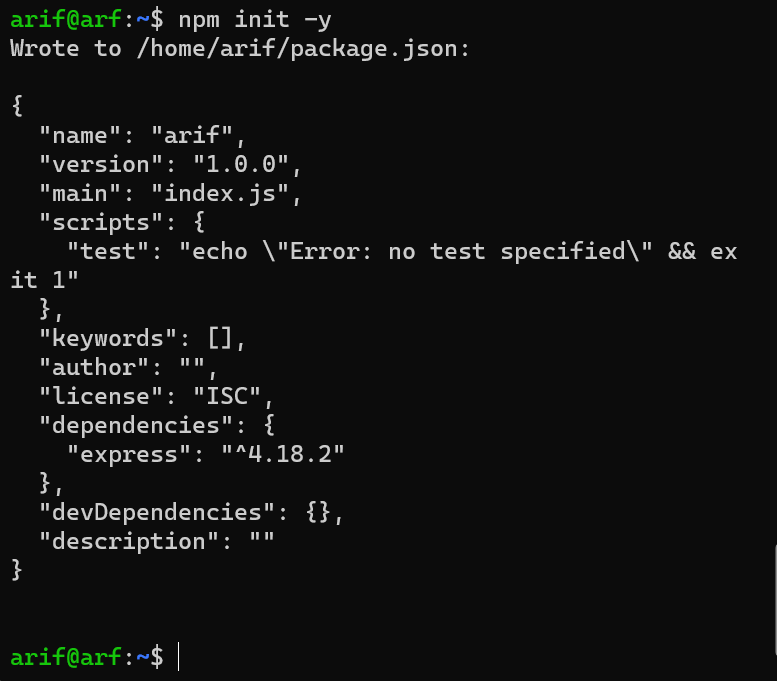 arif@arf:~$ npm init -y
Wrote to /home/arif/package.json:

{
  "name": "arif",
  "version": "1.0.0",
  "main": "index.js",
  "scripts": {
    "test": "echo \"Error: no test specified\" && ex
it 1"
  },
  "keywords": [],
  "author": "",
  "license": "ISC",
  "dependencies": {
    "express": "^4.18.2"
  },
  "devDependencies": {},
  "description": ""
}

arif@arf:~$